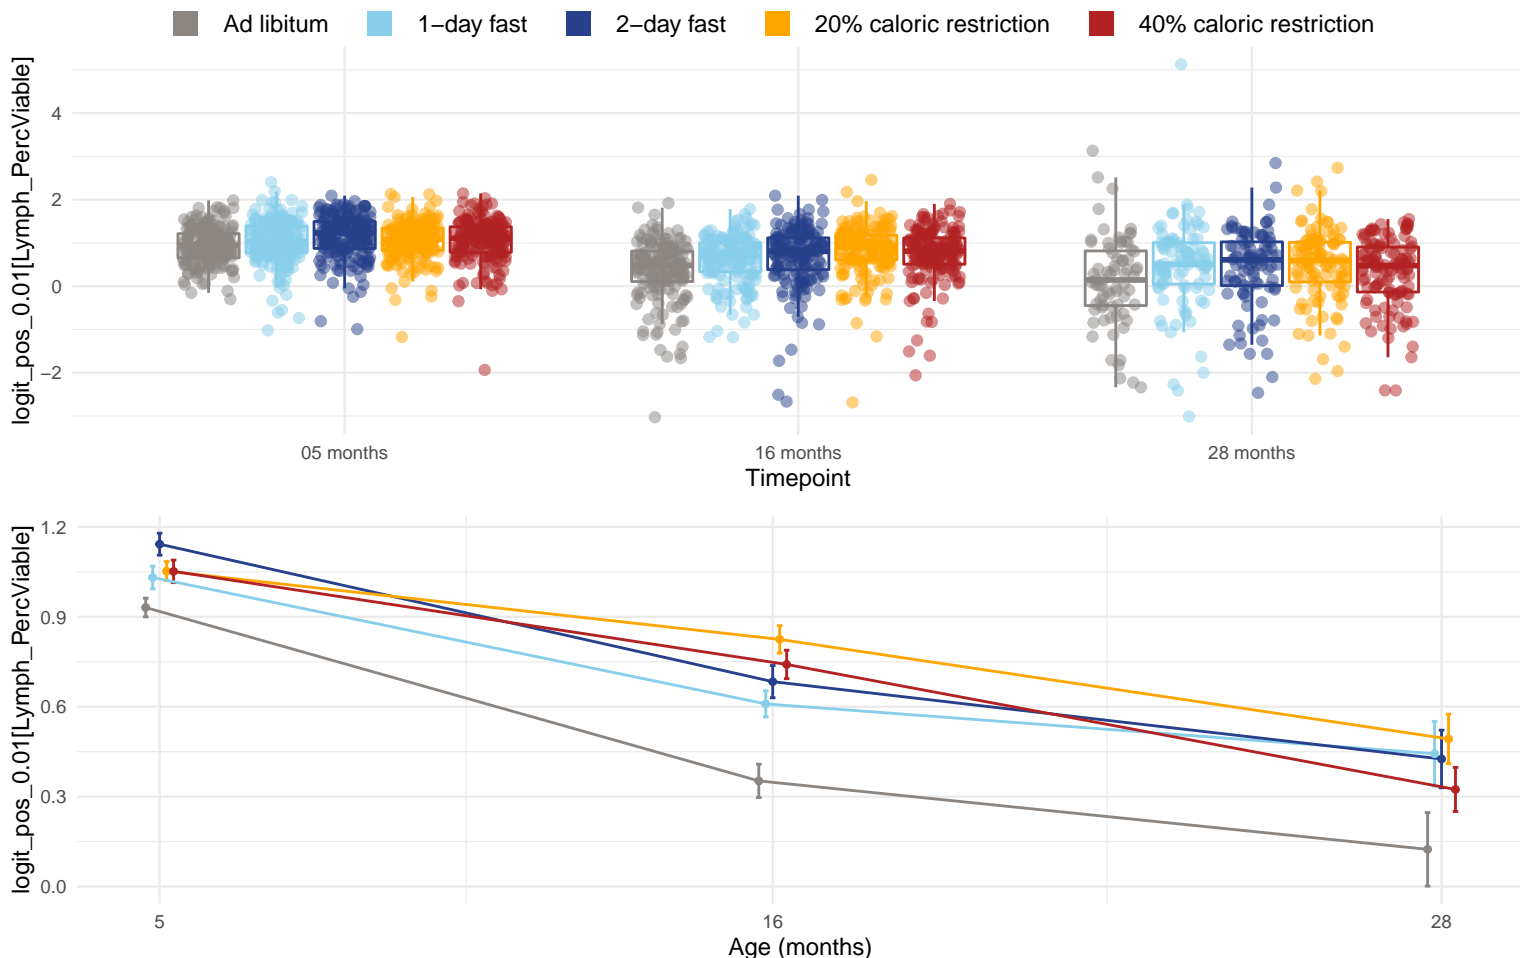 Ad libitum 1−day fast 2−day fast 20% caloric restriction 40% caloric restriction
logit_pos_0.01[Lymph_PercViable]
4
2
0
−2
05 months 16 months 28 months
Timepoint
logit_pos_0.01[Lymph_PercViable]
1.2
0.9
0.6
0.3
0.0
5 16 28
Age (months)